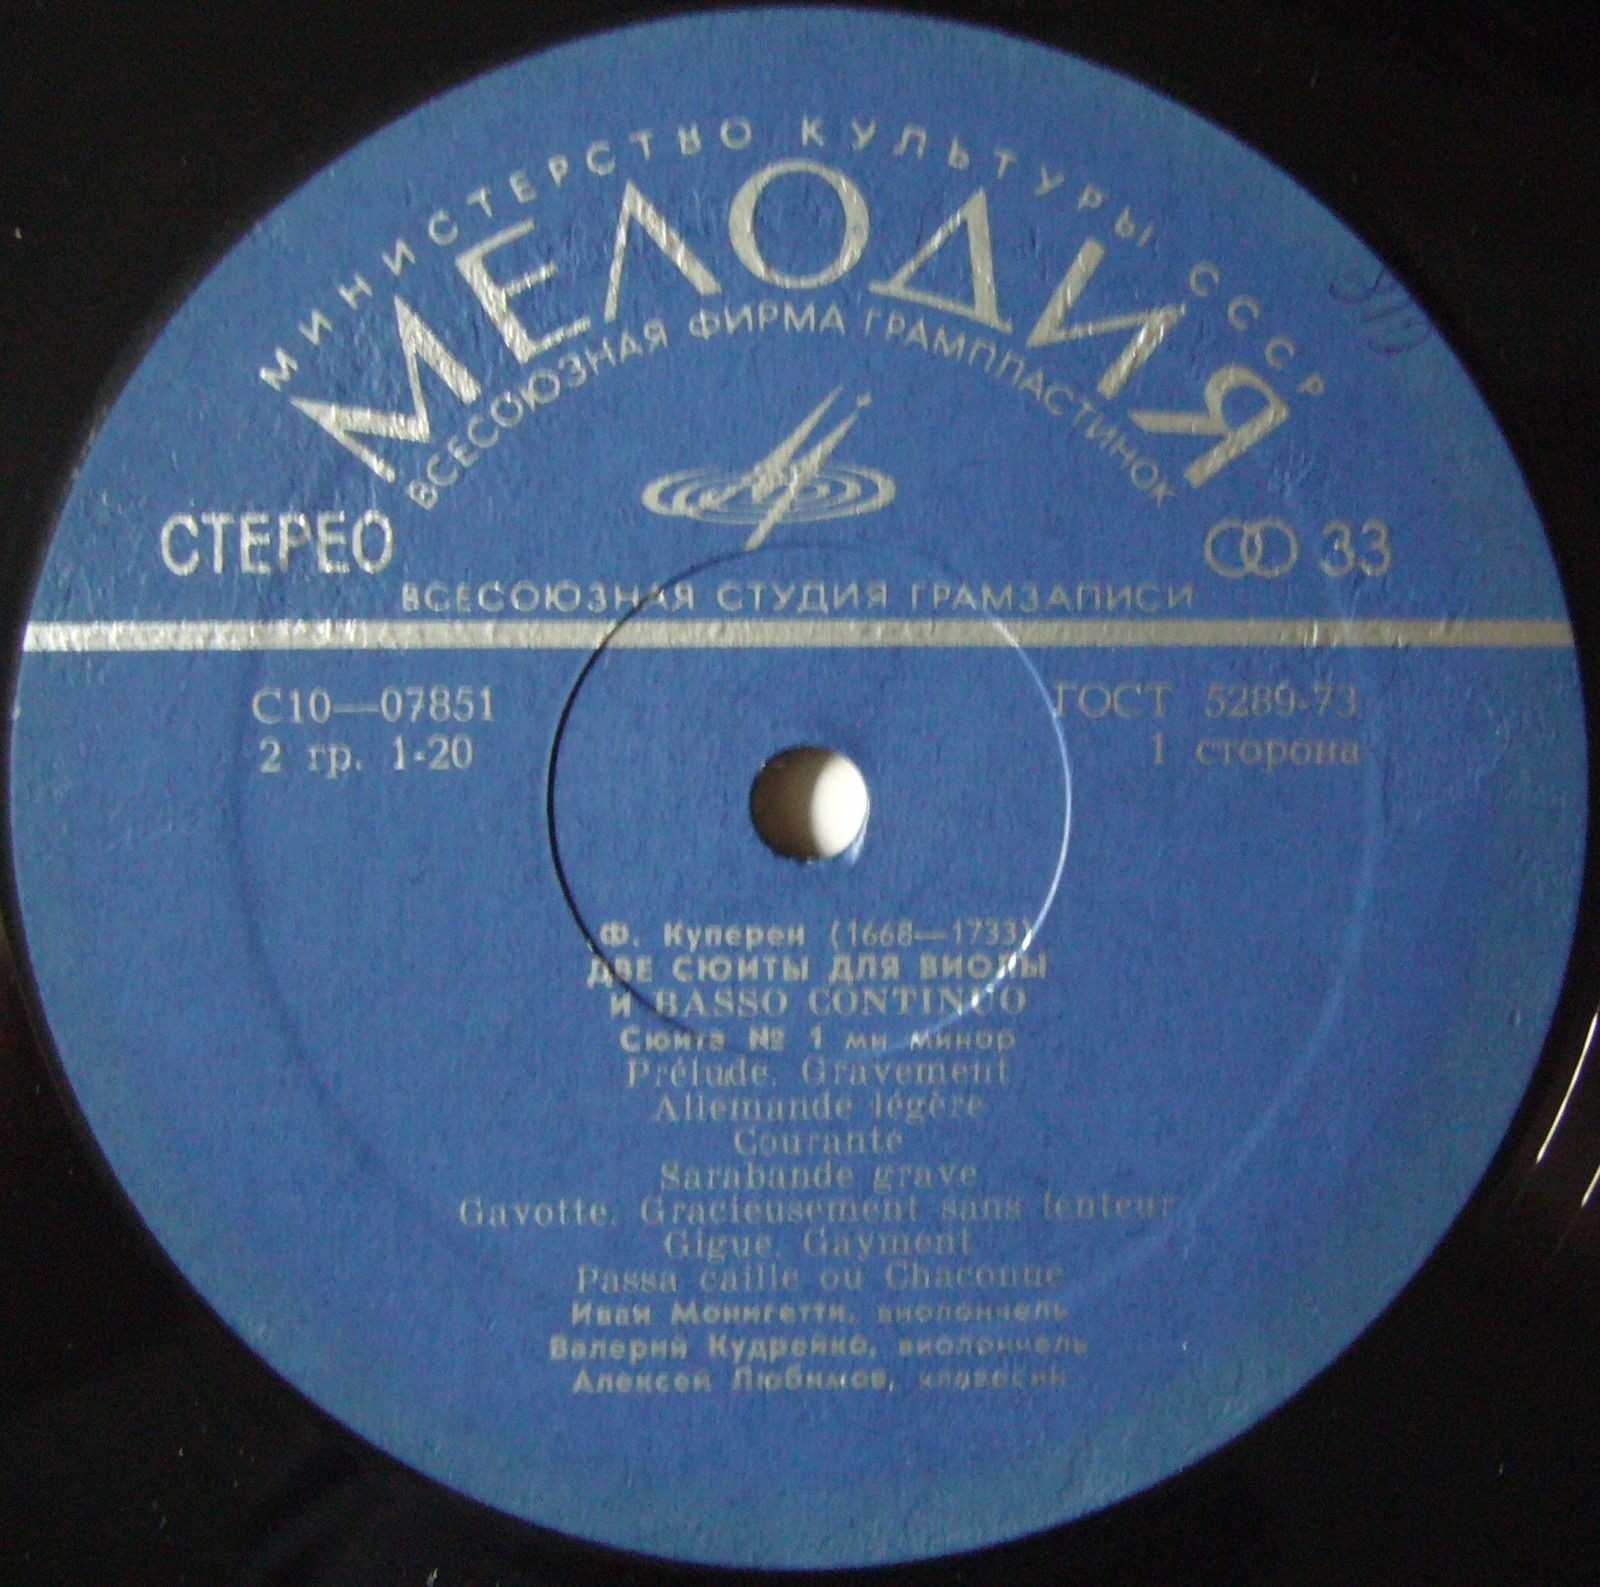 МИНИСТЕРСТВО КУЛЬТУРЫ СССР
МЕЛОДИЯ
ВСЕСОЮЗНАЯ ФИРМА ГРАМПЛАСТИНОК
СТЕРЕО
33
ВСЕСОЮЗНАЯ СТУДИЯ ГРАМЗАПИСИ
С10—07851
ГОСТ 5289-73
2 гр. 1-20
1 сторона
Ф. Куперен (1668—1733)
ДВЕ СЮИТЫ ДЛЯ ВИОЛЫ
И BASSO CONTINUO
Сюита № 1 ми минор
Prélude. Gravement
Allemande légère
Courante
Sarabande grave
Gavotte. Gracieusement sans lenteur
Gigue. Gayment
Passa caille ou Chaconne
Иван Монигетти, виолончель
Валерий Кудрейко, виолончель
Алексей Любимов, клавесин